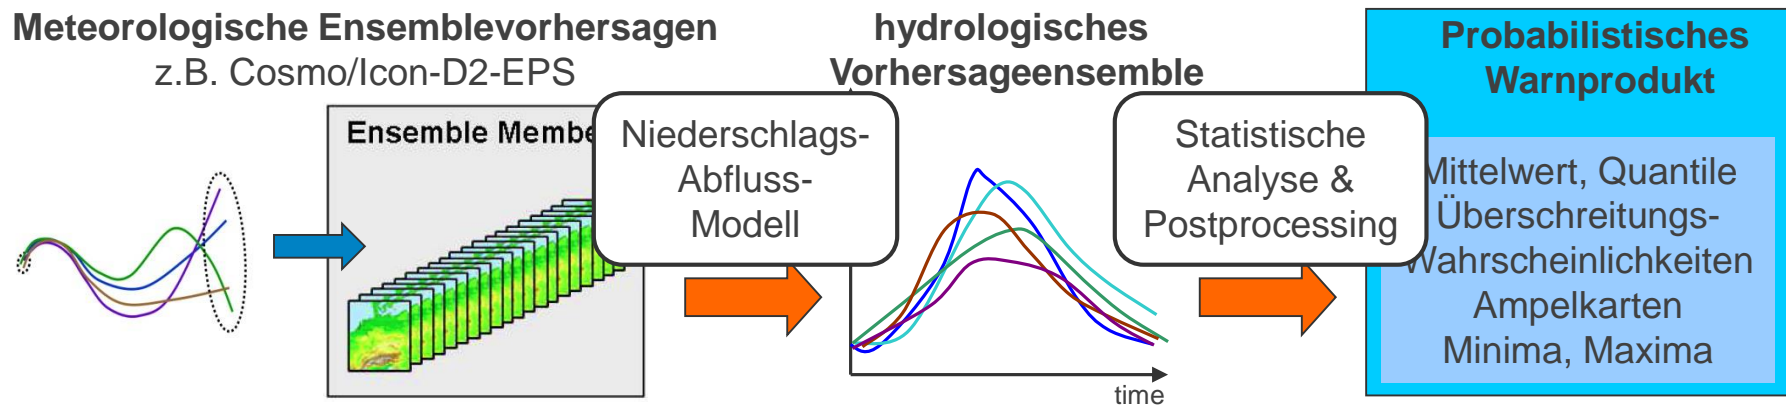 Meteorologische Ensemblevorhersagen
z.B. Cosmo/Icon-D2-EPS
Ensemble Membe
Niederschlags-
Abfluss-
Modell
hydrologisches
Vorhersageensemble
time
Statistische
Analyse &
Postprocessing
Probabilistisches
Warnprodukt
Mittelwert, Quantile
Überschreitungs-
Wahrscheinlichkeiten
Ampelkarten
Minima, Maxima